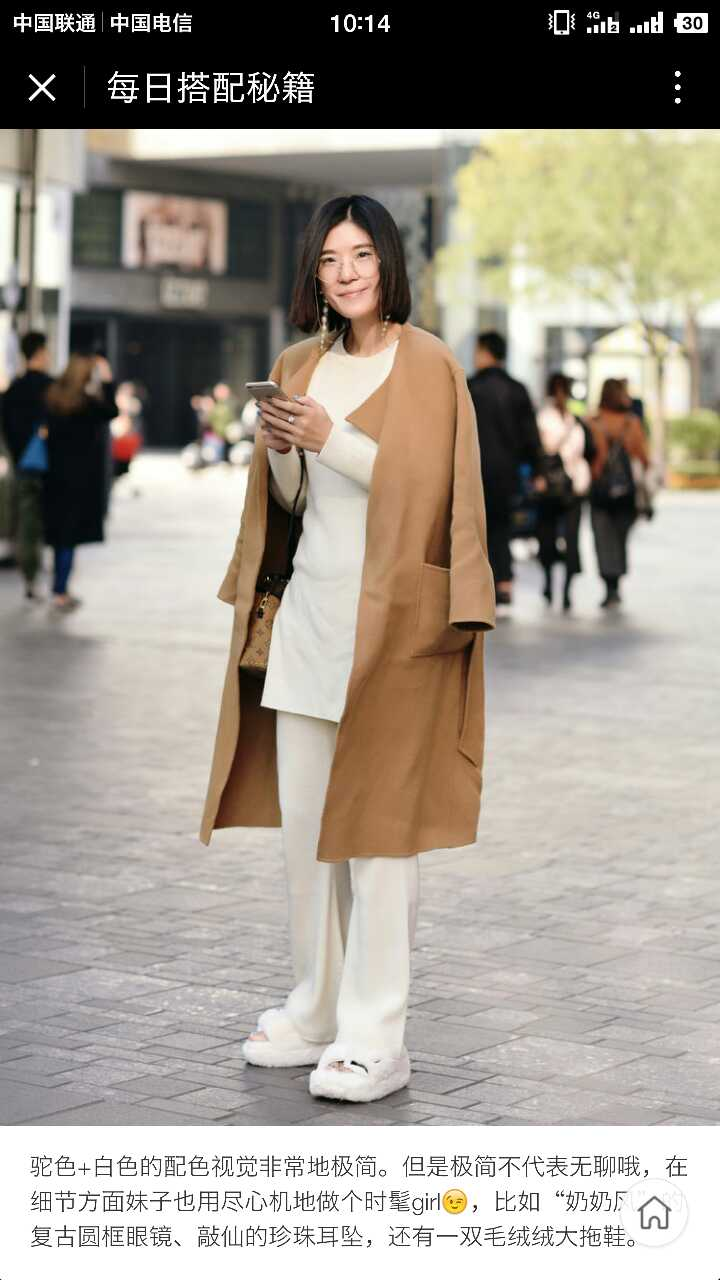 中国联通 中国电信 10:14 4G 2 1 30
每日搭配秘籍
驼色+白色的配色视觉非常地极简。但是极简不代表无聊哦，在
细节方面妹子也用尽心机地做个时髦girl😉，比如“奶奶风”的
复古圆框眼镜、敲仙的珍珠耳坠，还有一双毛绒绒大拖鞋。